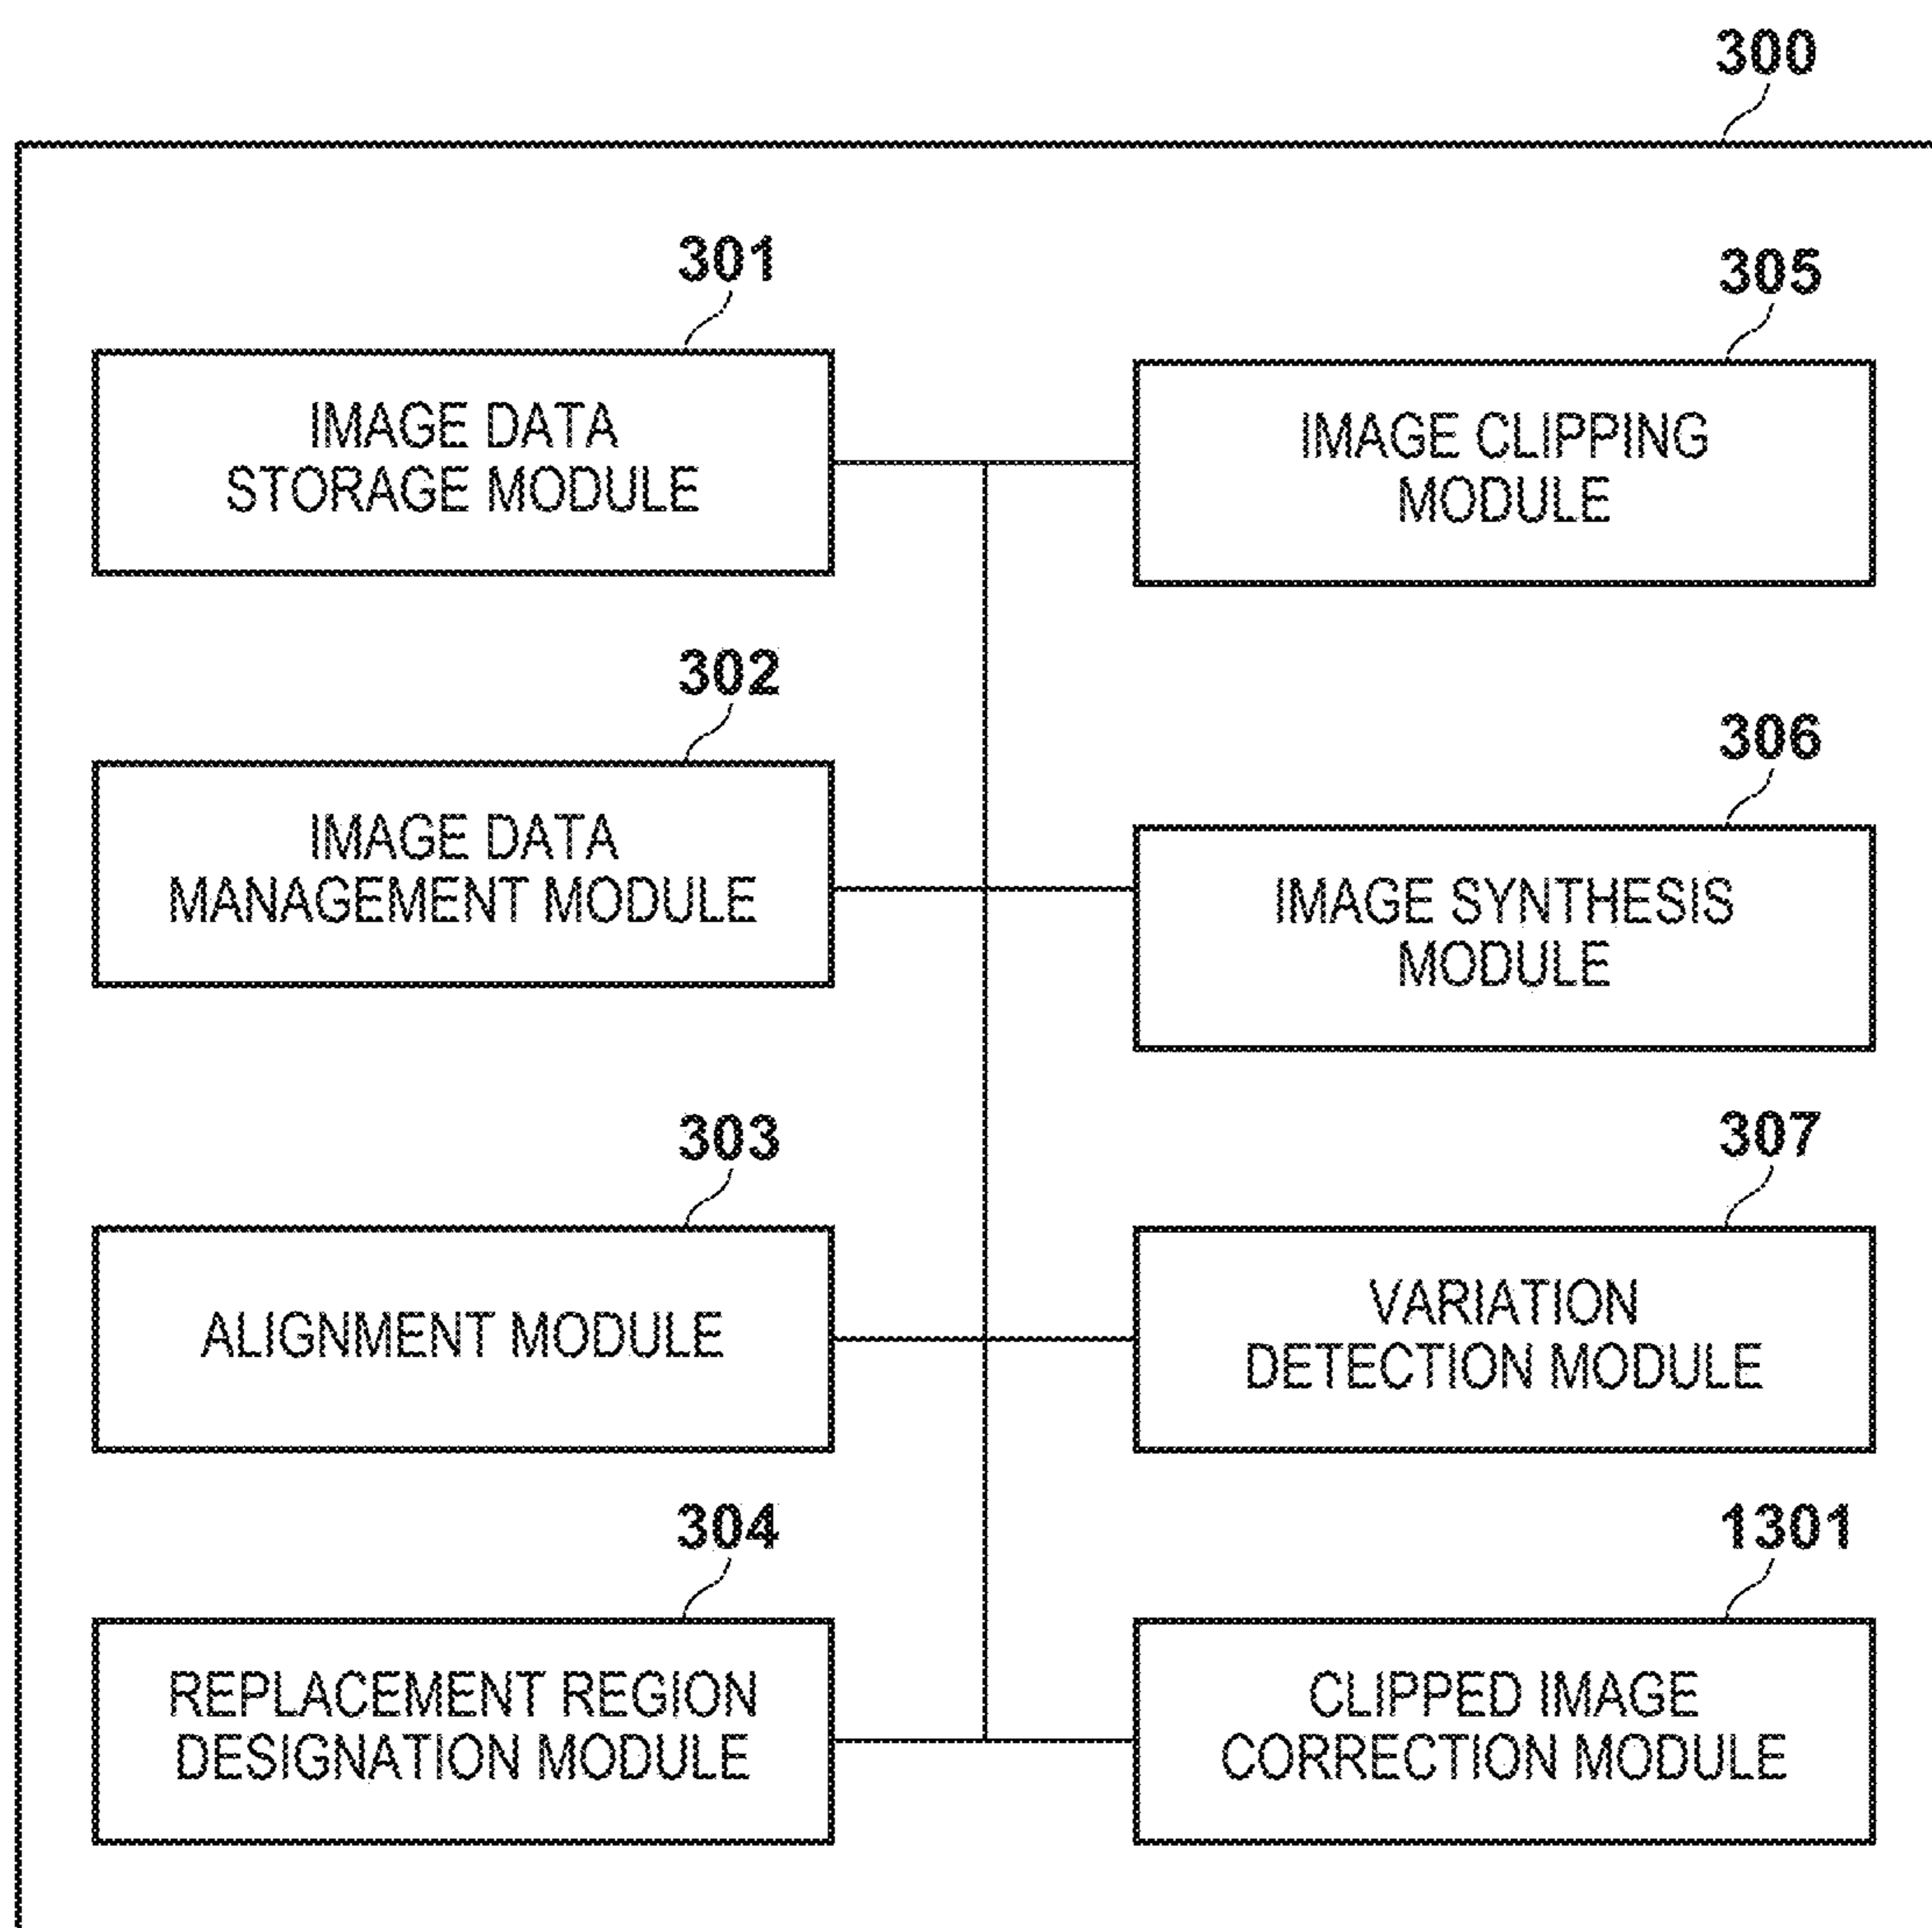 300
301
IMAGE DATA
STORAGE MODULE
302
IMAGE DATA
MANAGEMENT MODULE
303
ALIGNMENT MODULE
304
REPLACEMENT REGION
DESIGNATION MODULE
305
IMAGE CLIPPING
MODULE
306
IMAGE SYNTHESIS
MODULE
307
VARIATION
DETECTION MODULE
1301
CLIPPED IMAGE
CORRECTION MODULE